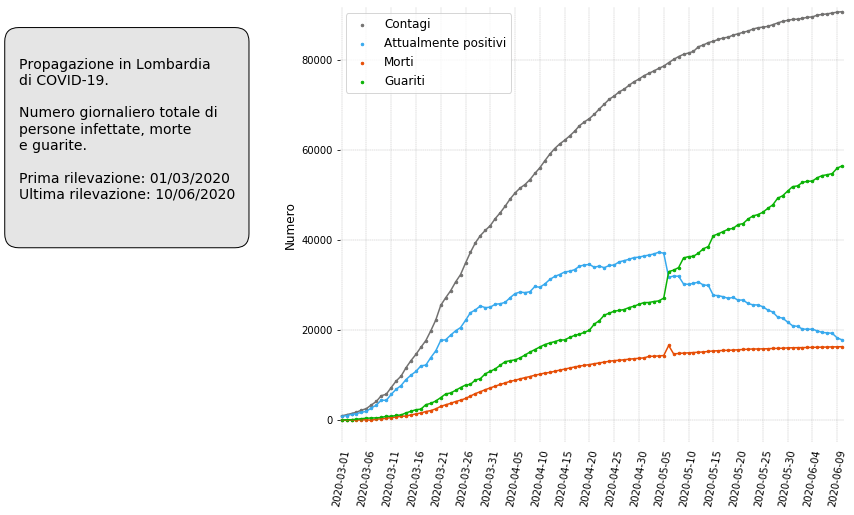 Propagazione in Lombardia
di COVID-19.
Numero giornaliero totale di
persone infettate, morte
e guarite.
Prima rilevazione: 01/03/2020
Ultima rilevazione: 10/06/2020
Contagi
Attualmente positivi
Morti
Guariti
Numero
80000
60000
40000
20000
0
2020-03-01
2020-03-06
2020-03-11
2020-03-16
2020-03-21
2020-03-26
2020-03-31
2020-04-05
2020-04-10
2020-04-15
2020-04-20
2020-04-25
2020-04-30
2020-05-05
2020-05-10
2020-05-15
2020-05-20
2020-05-25
2020-05-30
2020-06-04
2020-06-09